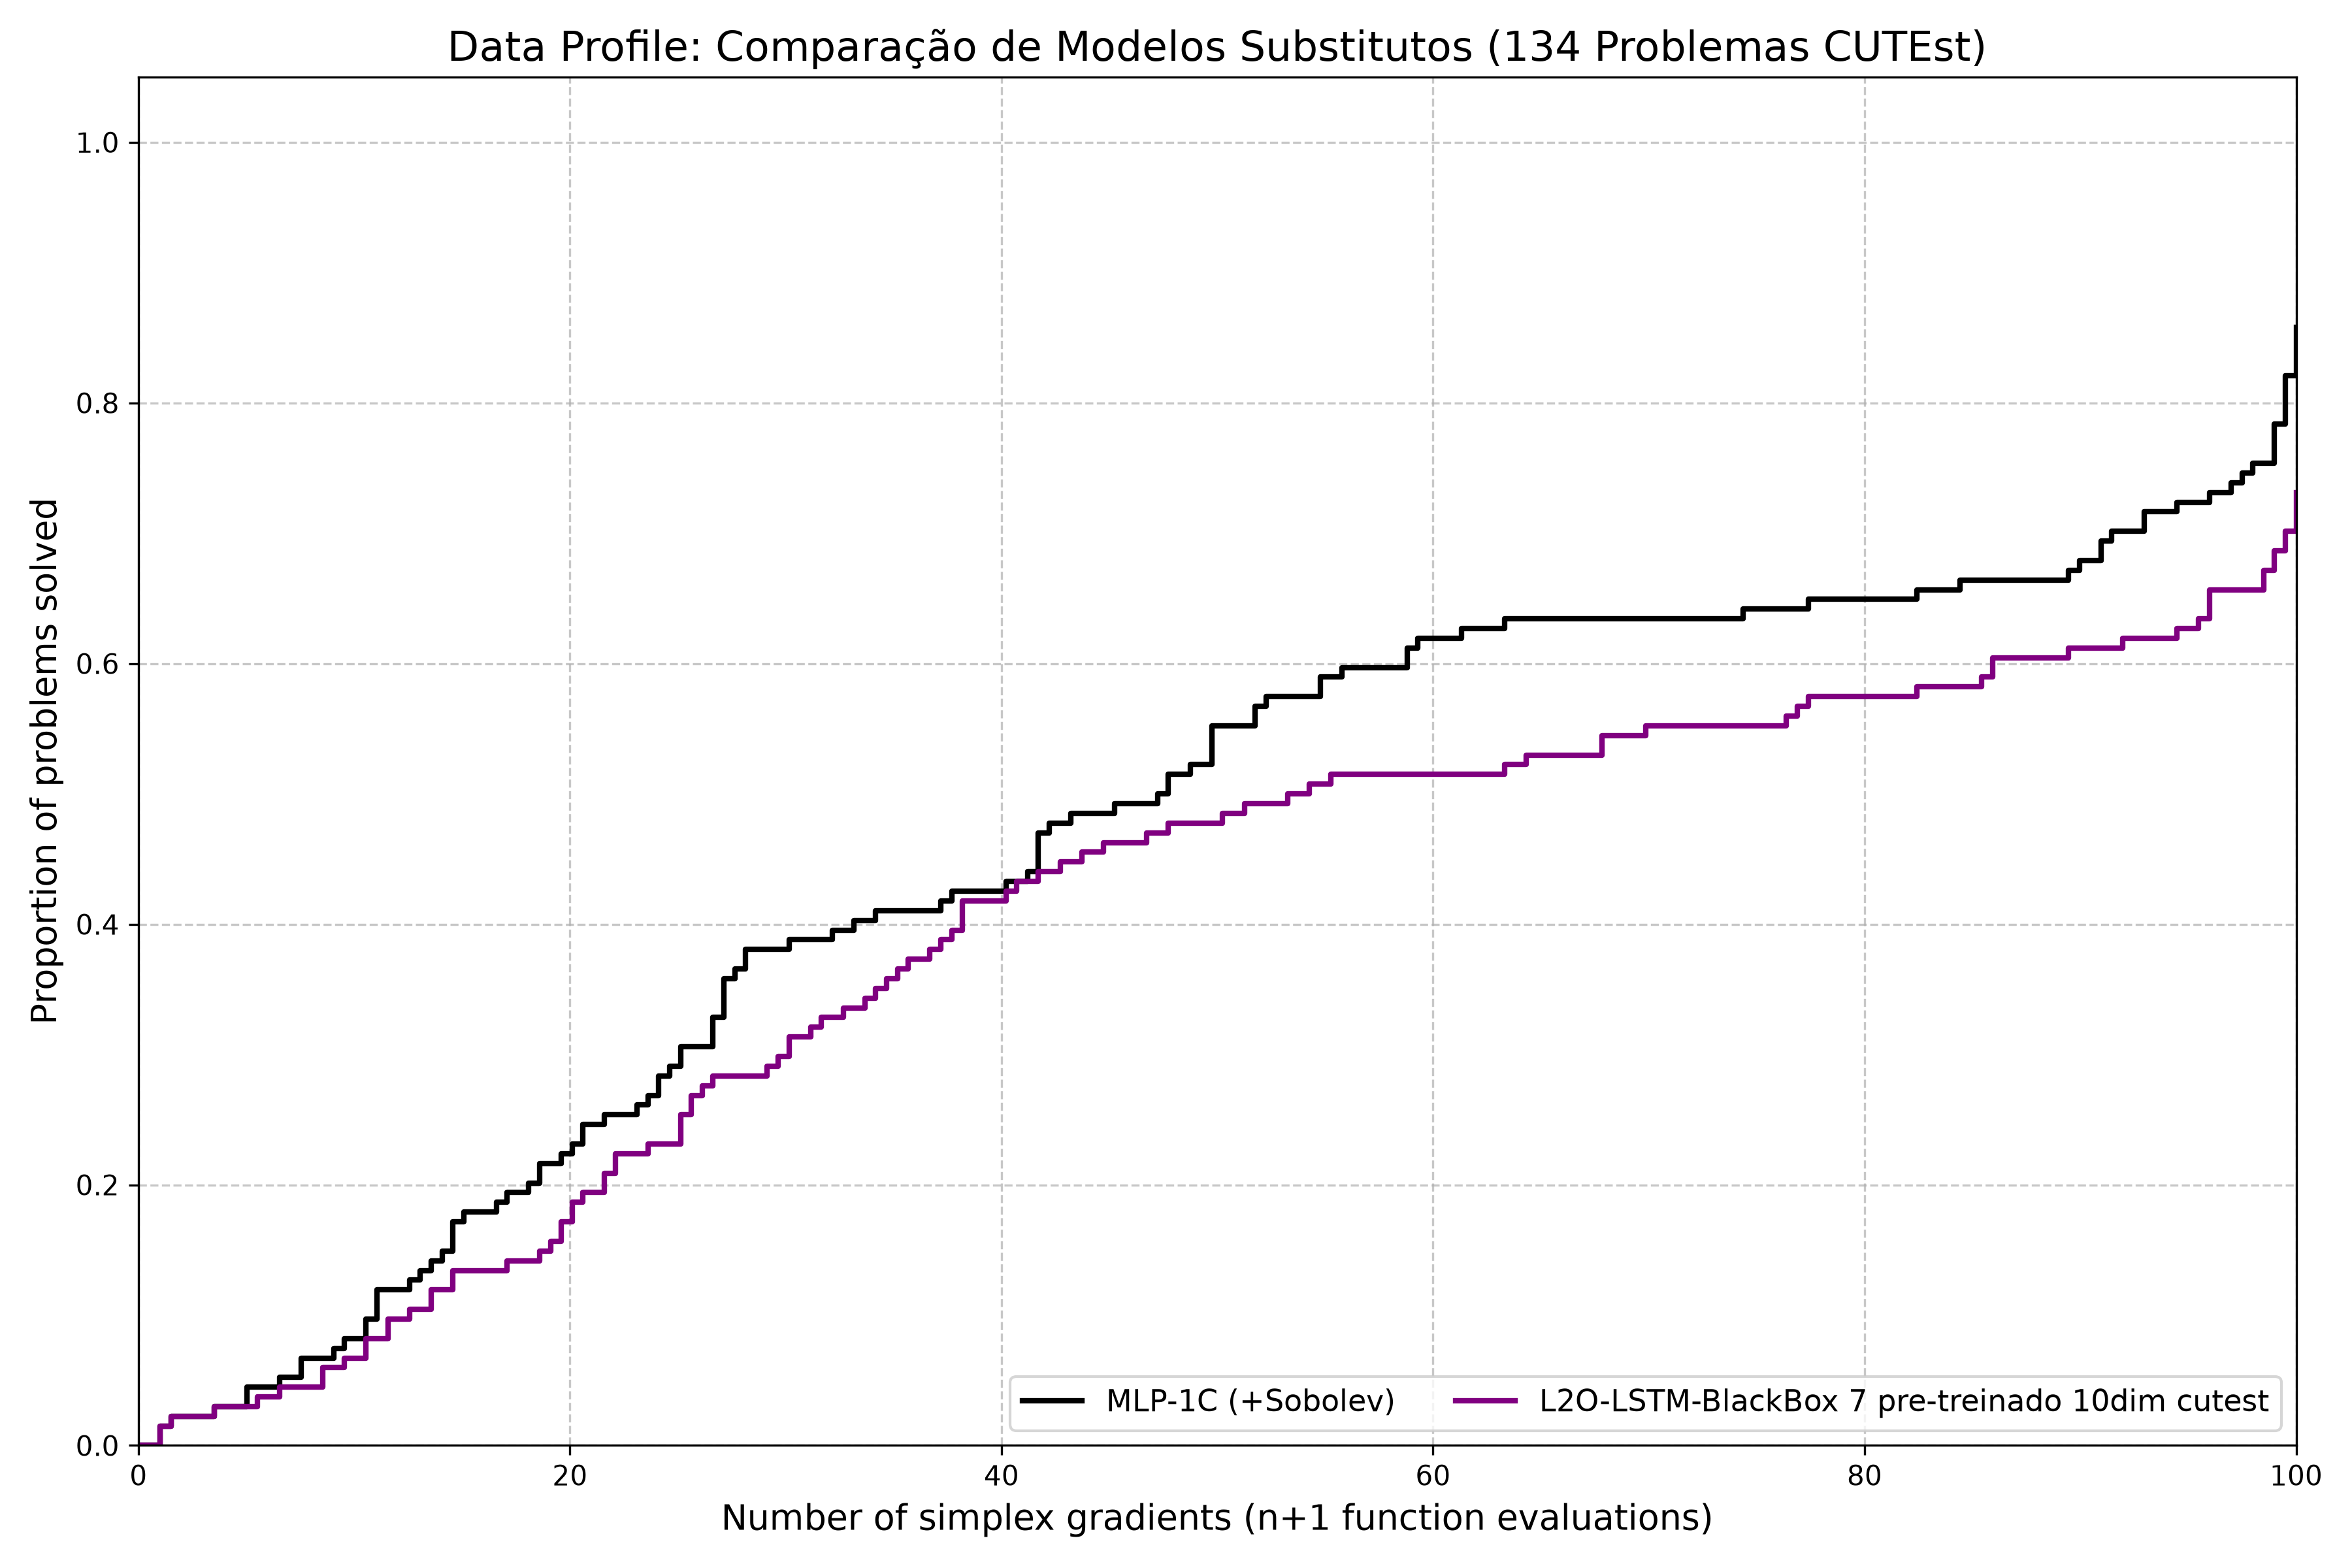 Data Profile: Comparação de Modelos Substitutos (134 Problemas CUTEst)
Proportion of problems solved
1.0
0.8
0.6
0.4
0.2
0.0
0 20 40 60 80 100
Number of simplex gradients (n+1 function evaluations)
MLP-1C (+Sobolev) L2O-LSTM-BlackBox 7 pre-treinado 10dim cutest